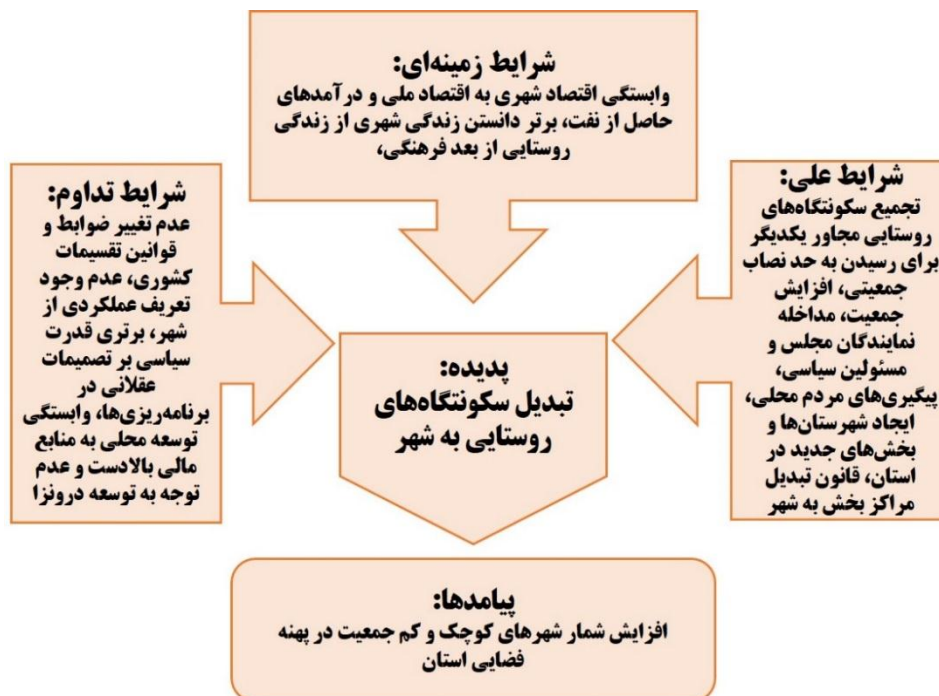 شرایط زمینه‌ای:
وابستگی اقتصاد شهری به اقتصاد ملی و درآمدهای
حاصل از نفت، برتر دانستن زندگی شهری از زندگی
روستایی از بعد فرهنگی،
شرایط علی:
تجمیع سکونتگاه‌های
روستایی مجاور یکدیگر
برای رسیدن به حد نصاب
جمعیتی، افزایش
جمعیت، مداخله
نمایندگان مجلس و
مسئولین سیاسی،
پیگیری‌های مردم محلی،
ایجاد شهرستان‌ها و
بخش‌های جدید در
استان، قانون تبدیل
مراکز بخش به شهر
شرایط تداوم:
عدم تغییر ضوابط و
قوانین تقسیمات
کشوری، عدم وجود
تعریف عملکردی از
شهر، برتری قدرت
سیاسی بر تصمیمات
عقلانی در
برنامه‌ریزی‌ها، وابستگی
توسعه محلی به منابع
مالی بالادست و عدم
توجه به توسعه درونزا
پدیده:
تبدیل سکونتگاه‌های
روستایی به شهر
پیامدها:
افزایش شمار شهرهای کوچک و کم جمعیت در پهنه
فضایی استان